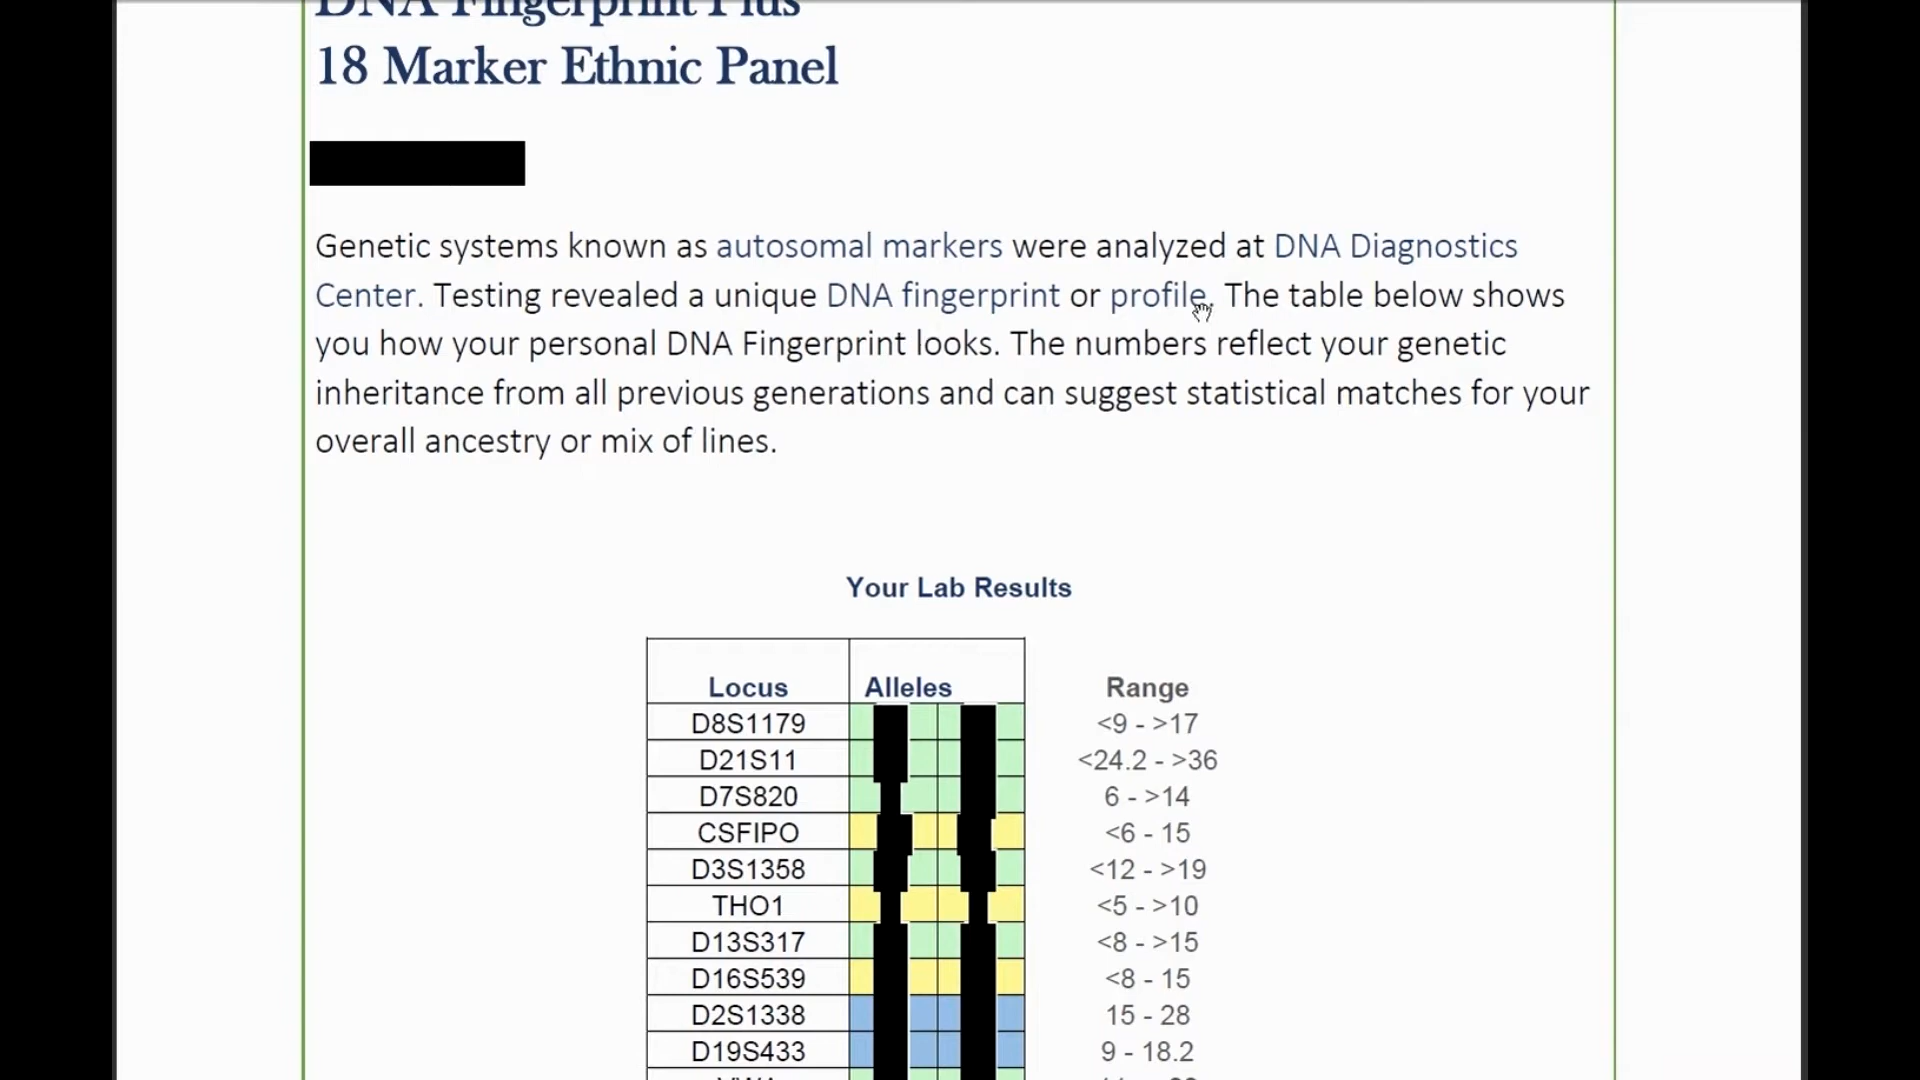 DNA Fingerprint Plus
18 Marker Ethnic Panel
Genetic systems known as autosomal markers were analyzed at DNA Diagnostics
Center. Testing revealed a unique DNA fingerprint or profile. The table below shows
you how your personal DNA Fingerprint looks. The numbers reflect your genetic
inheritance from all previous generations and can suggest statistical matches for your
overall ancestry or mix of lines.
Your Lab Results
Locus Alleles Range
D8S1179 <9 - >17
D21S11 <24.2 - >36
D7S820 6 - >14
CSFIPO <6 - 15
D3S1358 <12 - >19
THO1 <5 - >10
D13S317 <8 - >15
D16S539 <8 - 15
D2S1338 15 - 28
D19S433 9 - 18.2